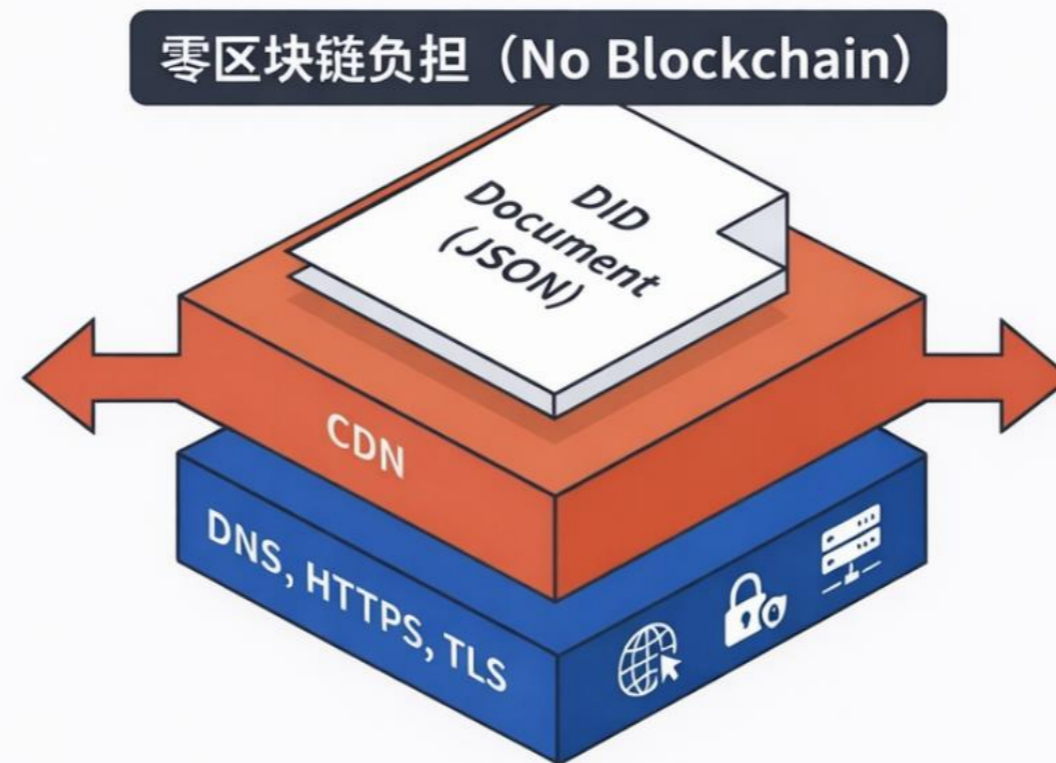 零区块链负担（No Blockchain）
DID
Document
(JSON)
CDN
DNS, HTTPS, TLS